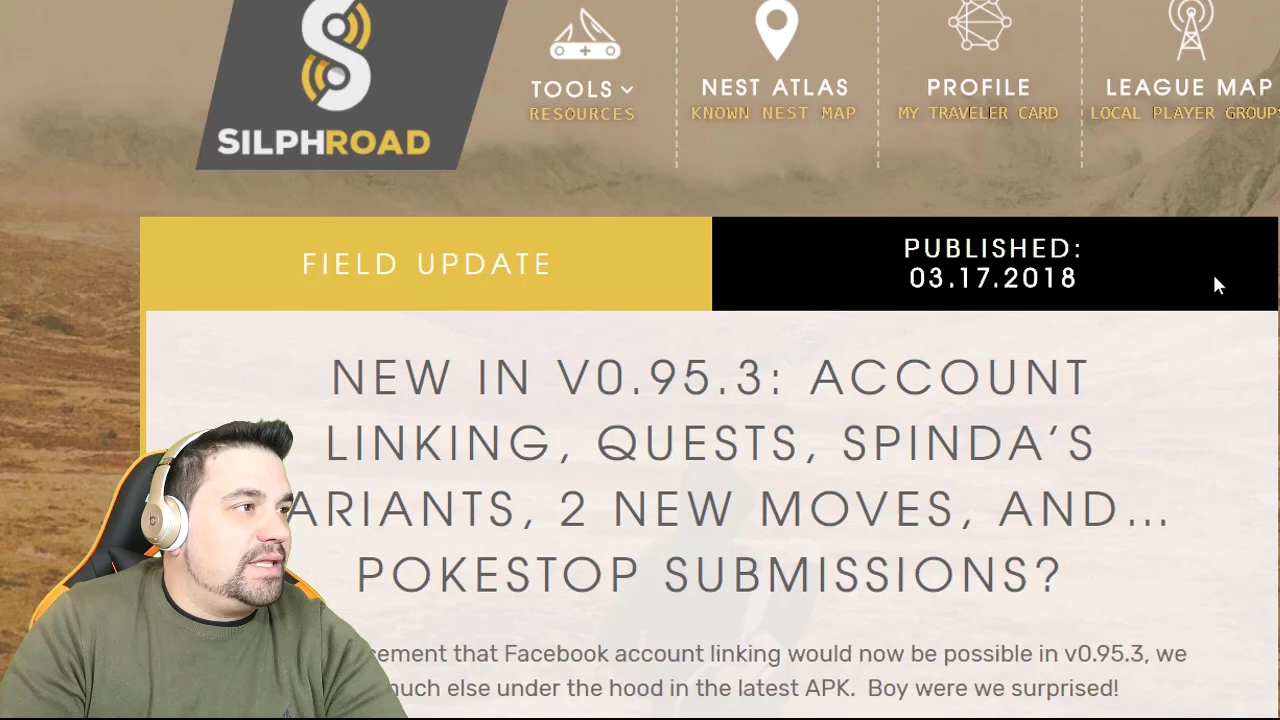 SILPHROAD
TOOLS
RESOURCES
NEST ATLAS
KNOWN NEST MAP
PROFILE
MY TRAVELER CARD
LEAGUE MAP
LOCAL PLAYER GROUPS
FIELD UPDATE
PUBLISHED:
03.17.2018
NEW IN V0.95.3: ACCOUNT
LINKING, QUESTS, SPINDA'S
ARIANTS, 2 NEW MOVES, AND...
POKESTOP SUBMISSIONS?
cement that Facebook account linking would now be possible in v0.95.3, we
much else under the hood in the latest APK. Boy were we surprised!